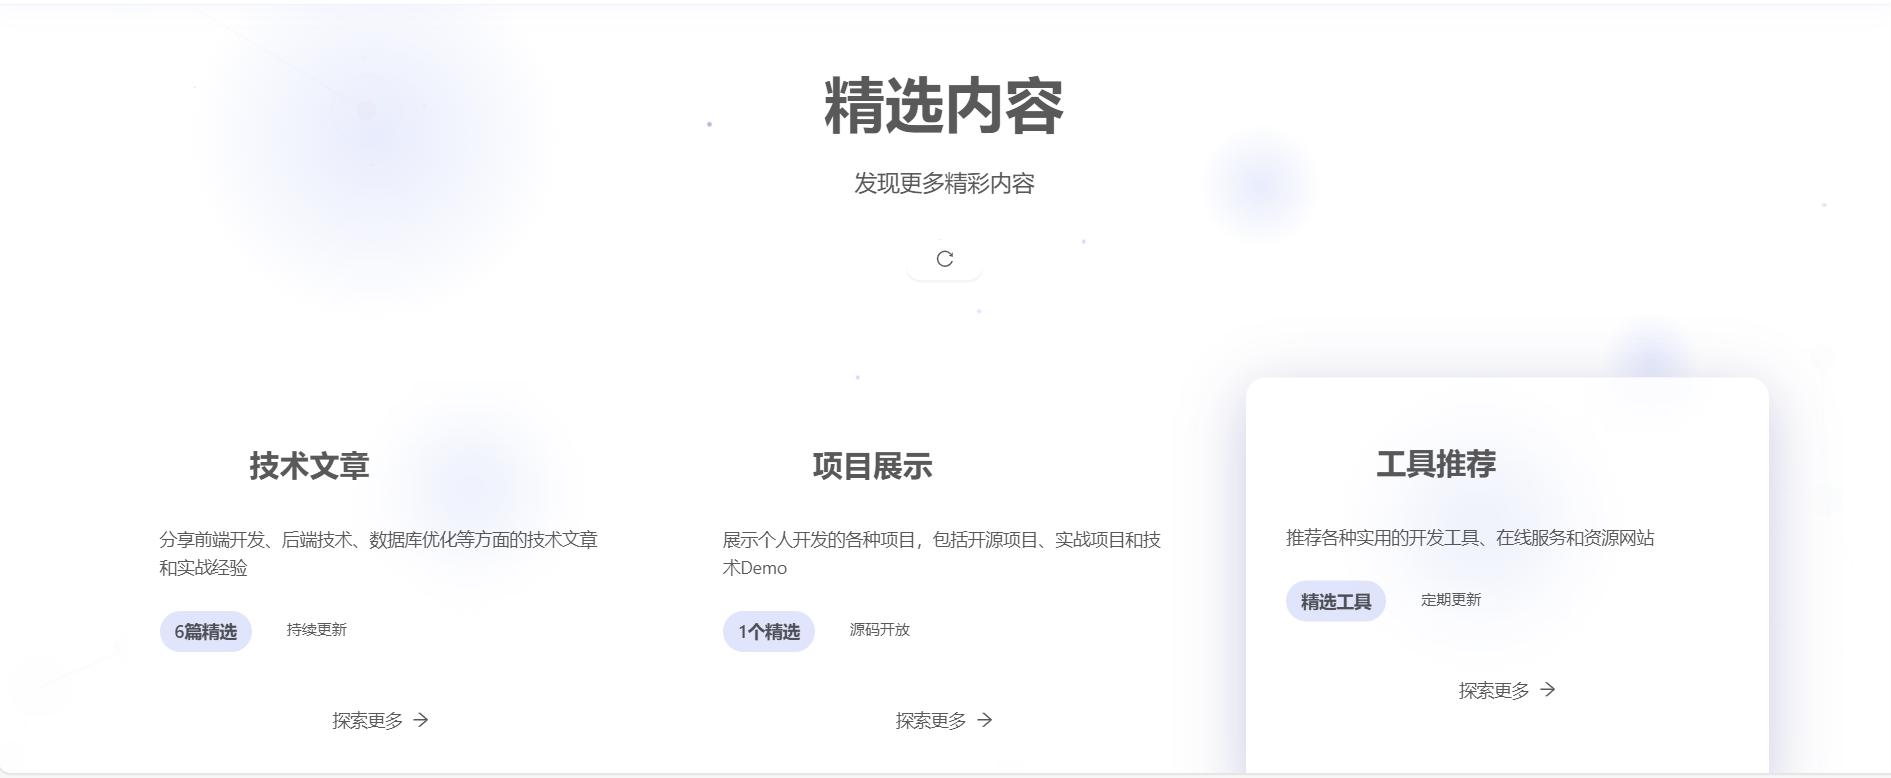 精选内容
发现更多精彩内容
技术文章
分享前端开发、后端技术、数据库优化等方面的技术文章
和实战经验
6篇精选
持续更新
探索更多 →
项目展示
展示个人开发的各种项目，包括开源项目、实战项目和技
术Demo
1个精选
源码开放
探索更多 →
工具推荐
推荐各种实用的开发工具、在线服务和资源网站
精选工具
定期更新
探索更多 →